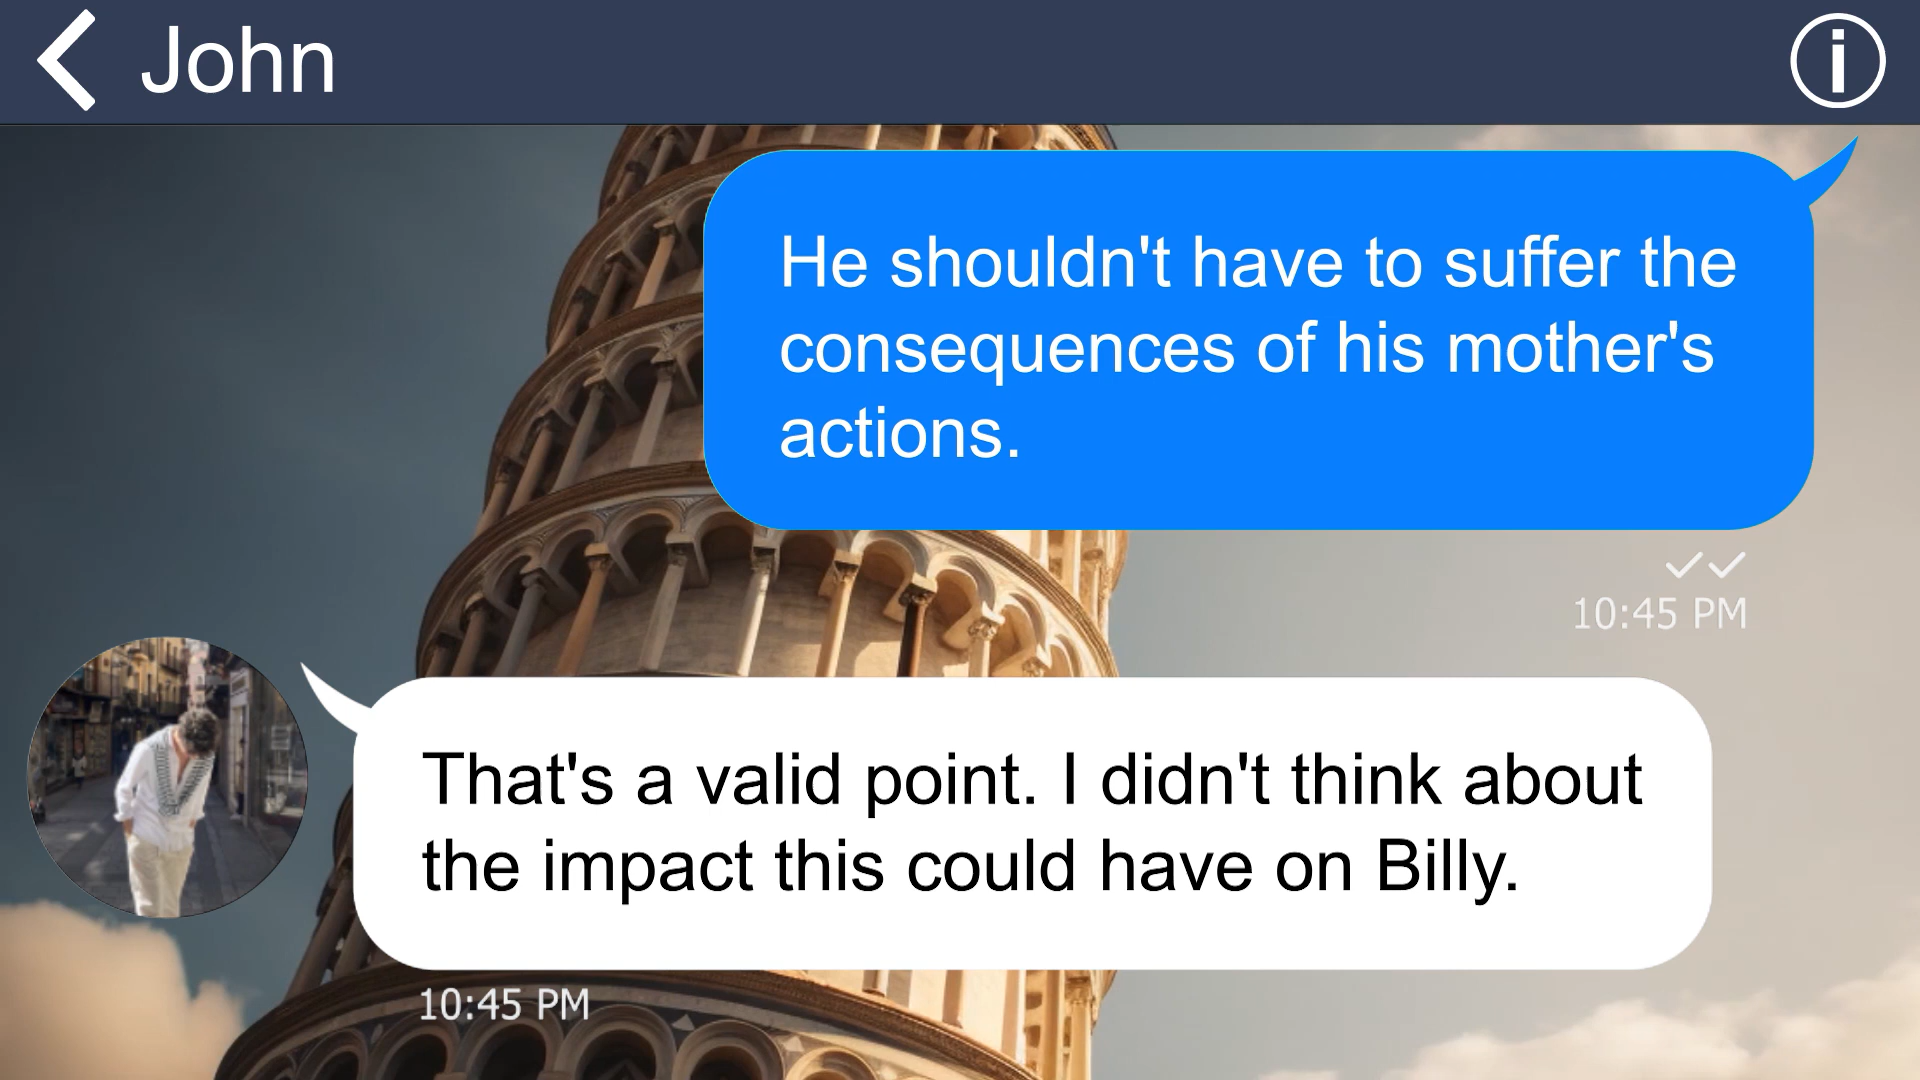 John
He shouldn't have to suffer the
consequences of his mother's
actions.
10:45 PM
That's a valid point. I didn't think about
the impact this could have on Billy.
10:45 PM